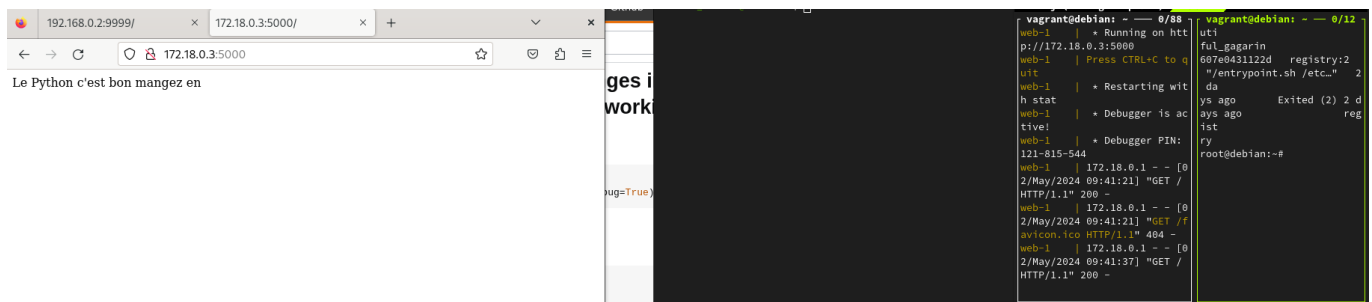 192.168.0.2:9999/
172.18.0.3:5000/
172.18.0.3:5000
Le Python c'est bon mangez en
ges i
worki
bug=True)
vagrant@debian: ~ — 0/88
web-1 | * Running on htt
p://172.18.0.3:5000
web-1 | Press CTRL+C to q
uit
web-1 | * Restarting wit
h stat
web-1 | * Debugger is ac
tive!
web-1 | * Debugger PIN:
121-815-544
web-1 | 172.18.0.1 - - [0
2/May/2024 09:41:21] "GET /
HTTP/1.1" 200 -
web-1 | 172.18.0.1 - - [0
2/May/2024 09:41:21] "GET /f
avicon.ico HTTP/1.1" 404 -
web-1 | 172.18.0.1 - - [0
2/May/2024 09:41:37] "GET /
HTTP/1.1" 200 -
vagrant@debian: ~ — 0/12
uti
ful_gagarin
607e0431122d registry:2
"/entrypoint.sh /etc…" 2
da
ys ago Exited (2) 2 d
ays ago reg
ist
ry
root@debian:~#